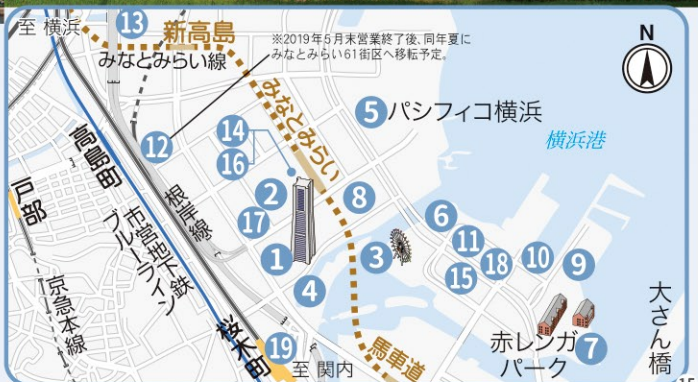 至 横浜
13
新高島
みなとみらい線
※2019年5月末営業終了後、同年夏に
みなとみらい61街区へ移転予定。
N
みなとみらい
5 パシフィコ横浜
横浜港
高島町
12
14
16
戸部
根岸線
2
17
8
6
市営地下鉄
ブルーライン
1
3
11
18
10
9
15
4
京急本線
大さん橋
桜木町
19
至 関内
馬車道
赤レンガ
パーク
7
15